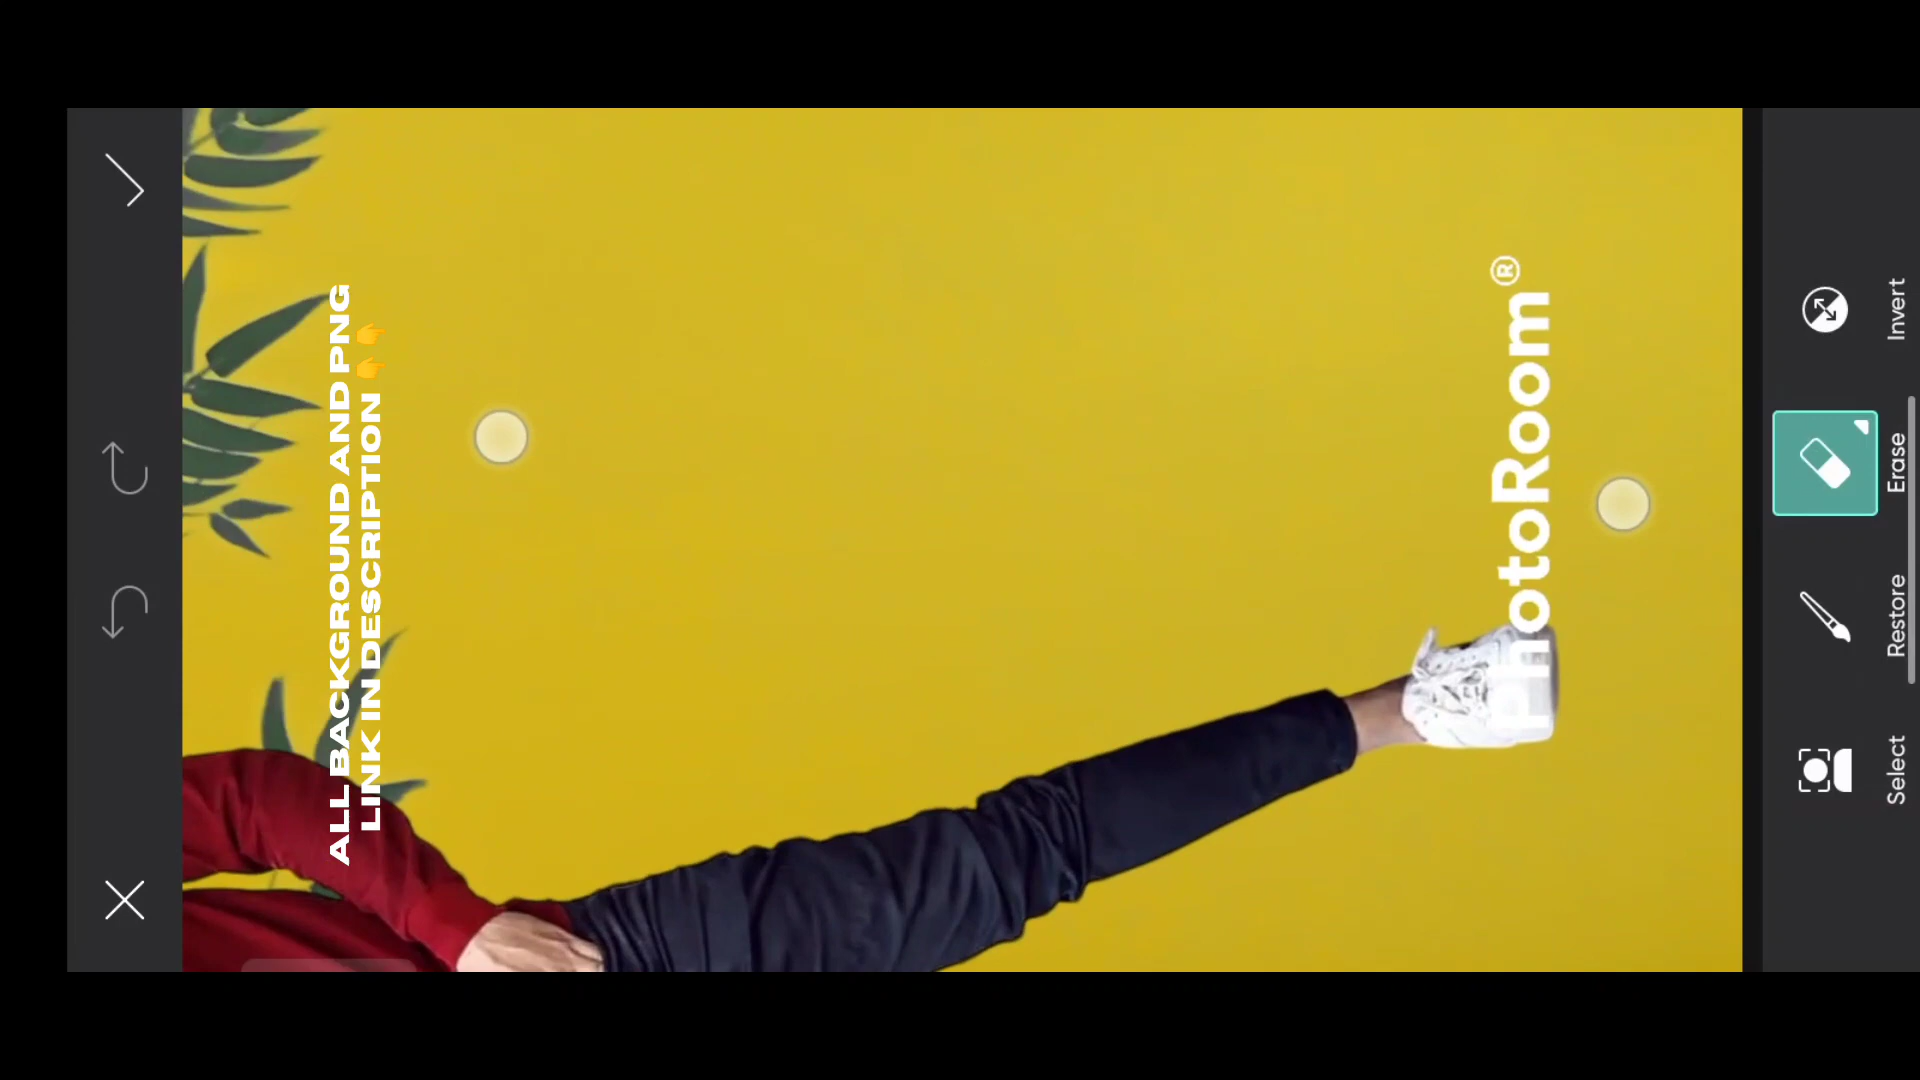 ALL BACKGROUND AND PNG
LINK IN DESCRIPTION 👉👉
PhotoRoom®
Select
Restore
Erase
Invert